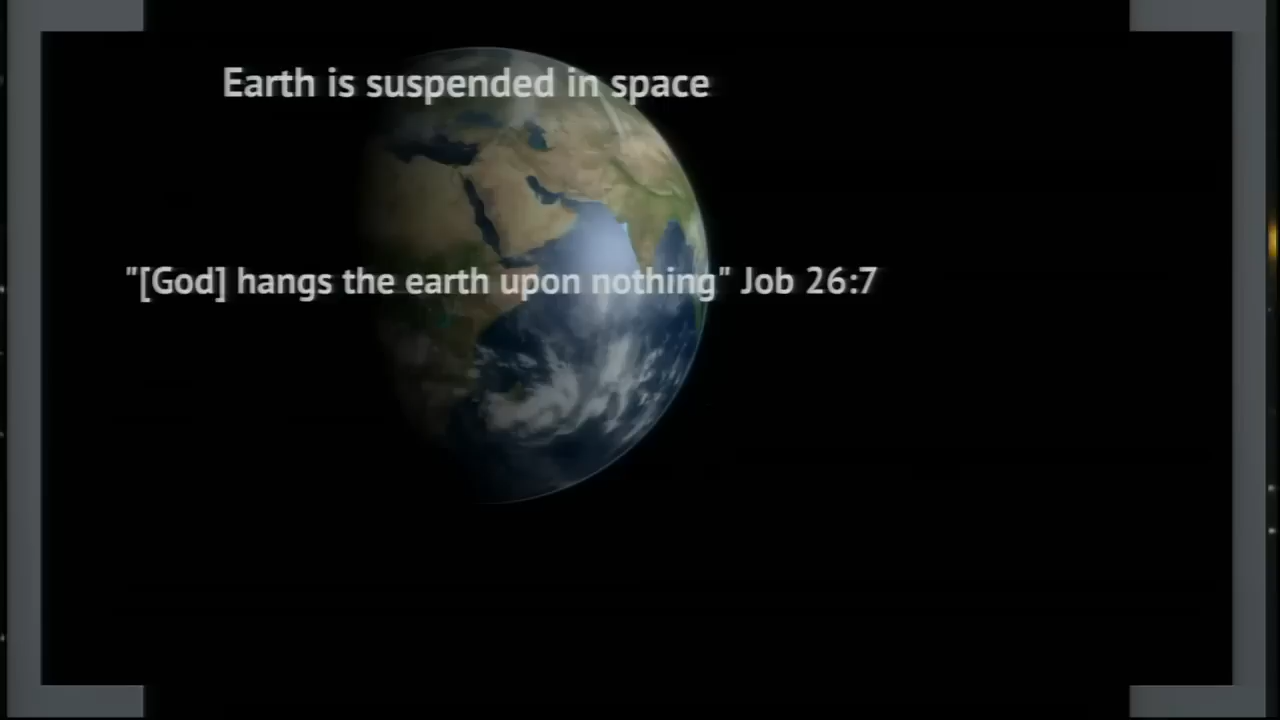 Earth is suspended in space
"[God] hangs the earth upon nothing" Job 26:7